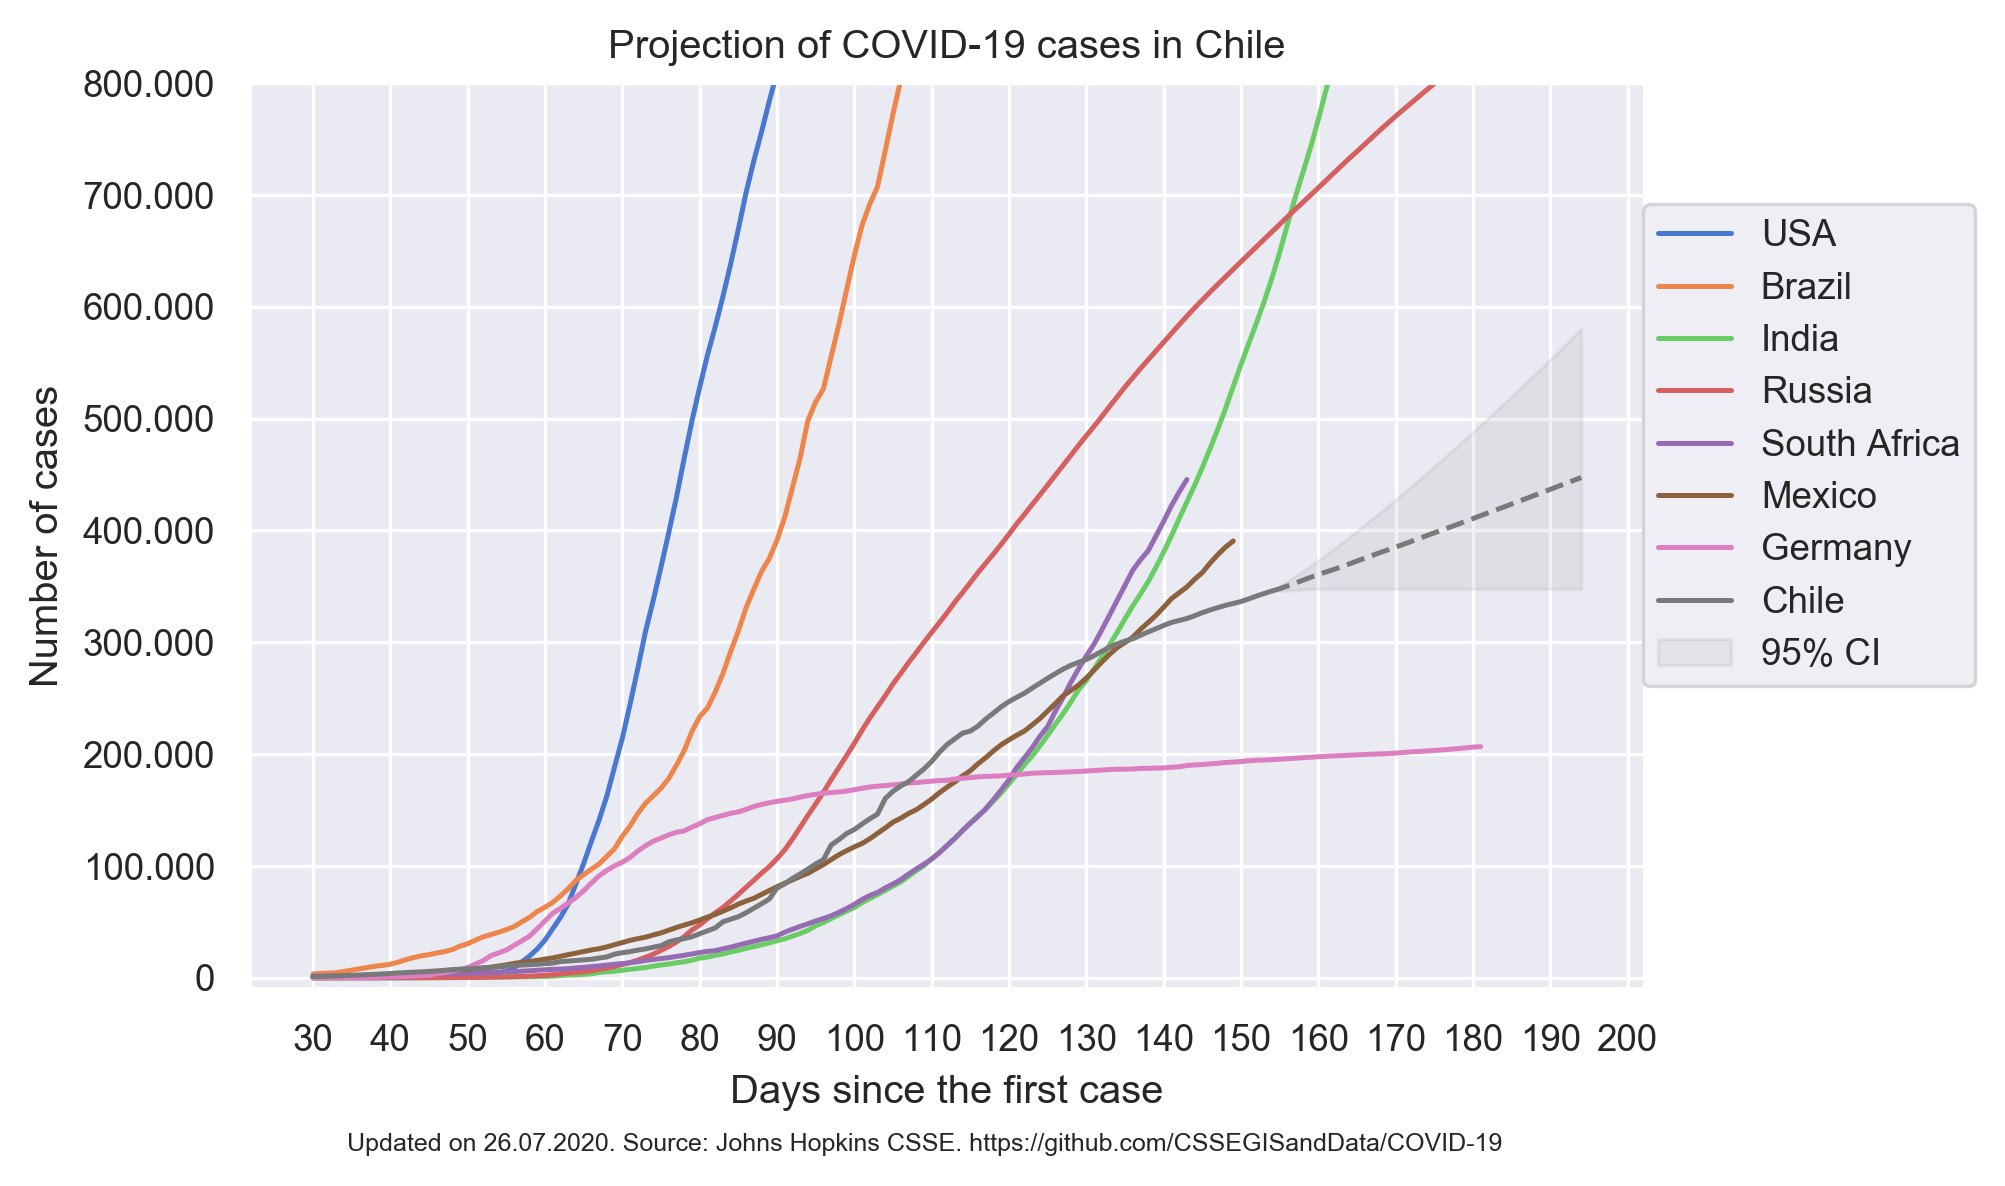 Projection of COVID-19 cases in Chile
800.000
700.000
600.000
500.000
400.000
300.000
200.000
100.000
0
Number of cases
30 40 50 60 70 80 90 100 110 120 130 140 150 160 170 180 190 200
Days since the first case
USA
Brazil
India
Russia
South Africa
Mexico
Germany
Chile
95% CI
Updated on 26.07.2020. Source: Johns Hopkins CSSE. https://github.com/CSSEGISandData/COVID-19